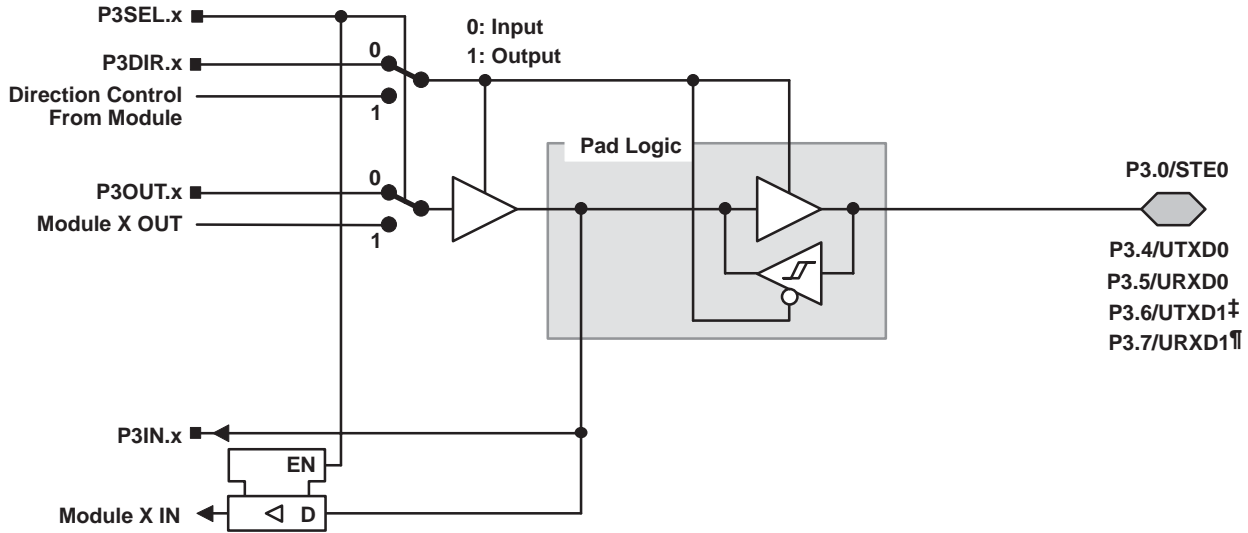 P3SEL.x
0: Input
1: Output
P3DIR.x
0
Direction Control
From Module
1
Pad Logic
P3OUT.x
0
Module X OUT
1
P3.0/STE0
P3.4/UTXD0
P3.5/URXD0
P3.6/UTXD1‡
P3.7/URXD1¶
P3IN.x
EN
Module X IN
D